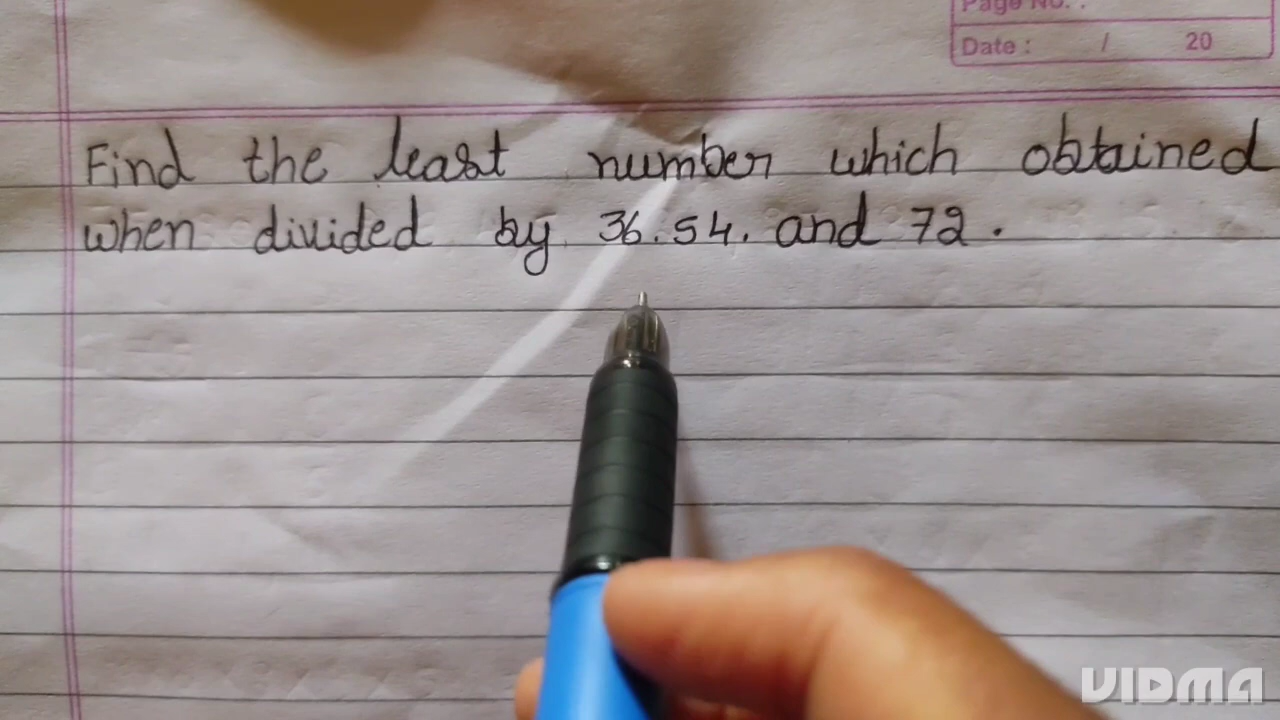 Page No. :
Date : / 20
Find the least number which obtained
when divided by 36.54. and 72.
VIDMA